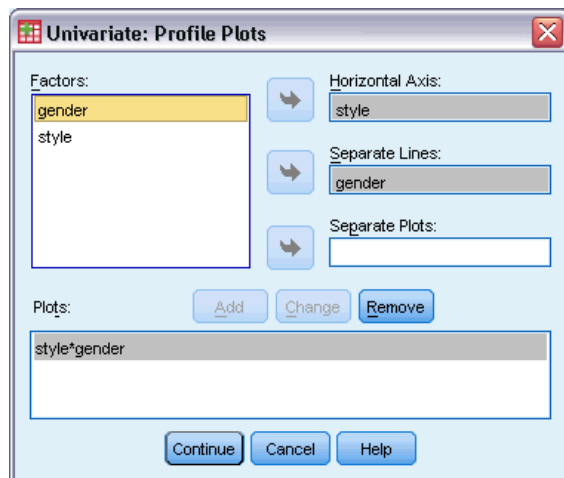 Univariate: Profile Plots
Factors:
gender
style
Horizontal Axis:
style
Separate Lines:
gender
Separate Plots:
Plots:
Add
Change
Remove
style*gender
Continue
Cancel
Help